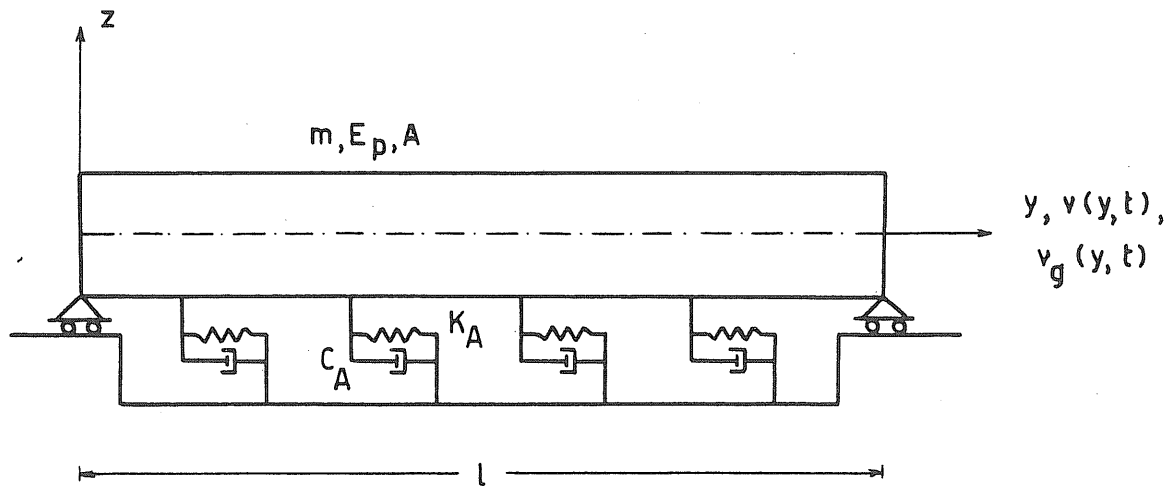 z
m, E_p, A
y, v(y,t),
v_g(y,t)
K_A
C_A
l